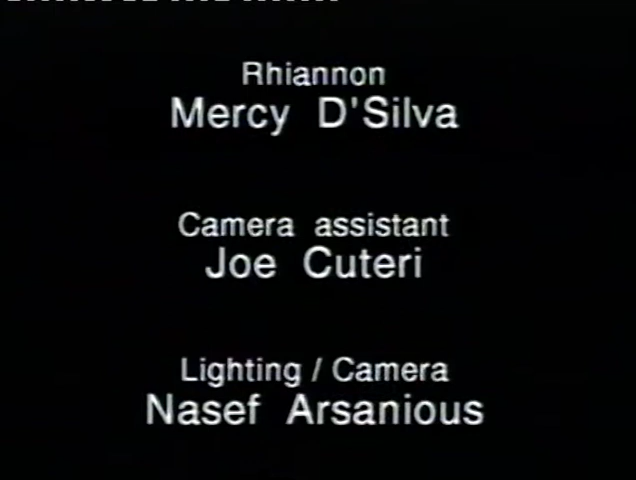 Rhiannon
Mercy D'Silva
Camera assistant
Joe Cuteri
Lighting / Camera
Nasef Arsanious